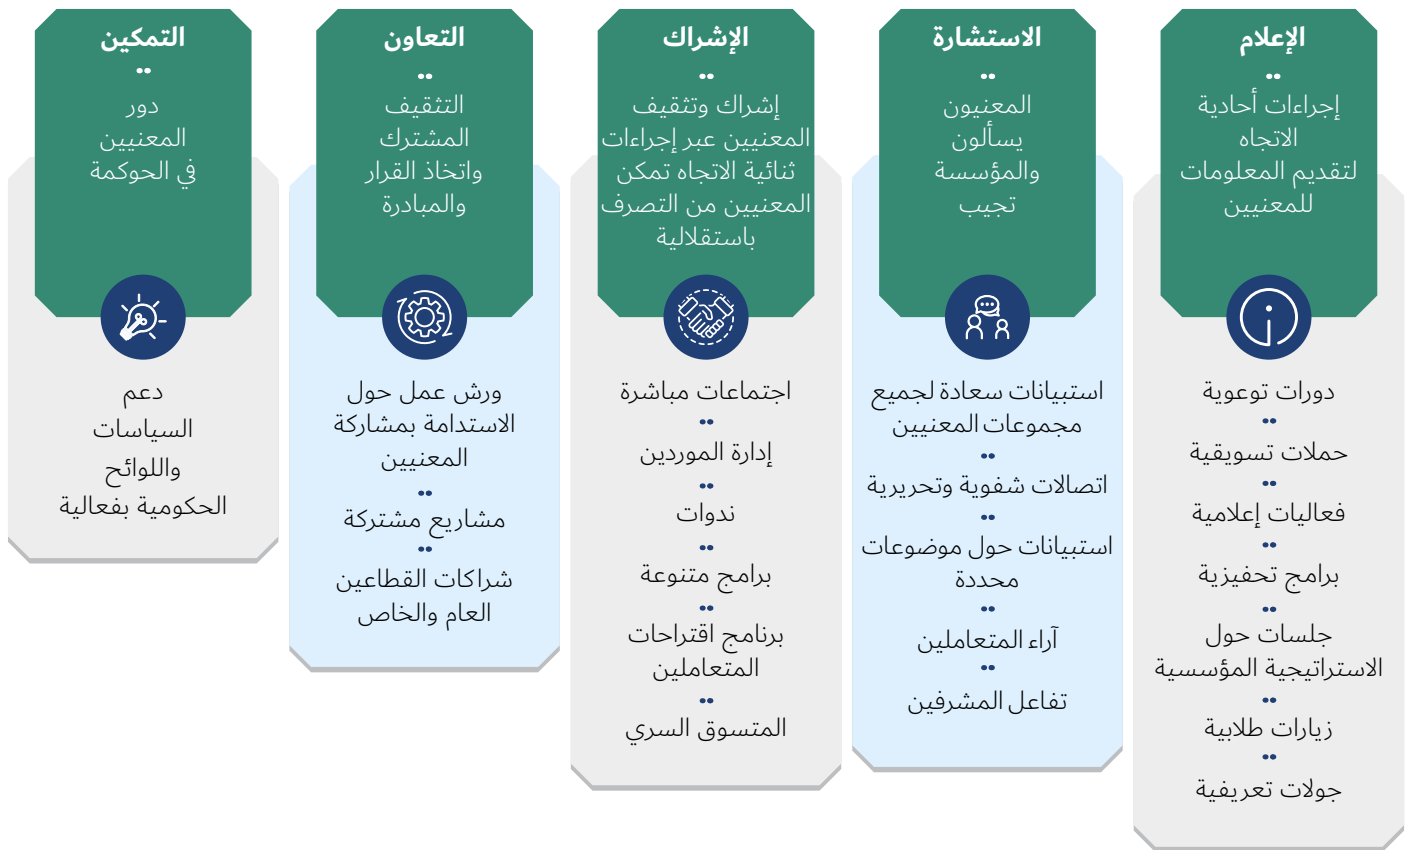 الإعلام
إجراءات أحادية
الاتجاه
لتقديم المعلومات
للمعنيين
دورات توعوية
حملات تسويقية
فعاليات إعلامية
برامج تحفيزية
جلسات حول
الاستراتيجية المؤسسية
زيارات طلابية
جولات تعريفية
الاستشارة
المعنيون
يسألون
والمؤسسة
تجيب
استبيانات سعادة لجميع
مجموعات المعنيين
اتصالات شفوية وتحريرية
استبيانات حول موضوعات
محددة
آراء المتعاملين
تفاعل المشرفين
الإشراك
إشراك وتثقيف
المعنيين عبر إجراءات
ثنائية الاتجاه تمكن
المعنيين من التصرف
باستقلالية
اجتماعات مباشرة
إدارة الموردين
ندوات
برامج متنوعة
برنامج اقتراحات
المتعاملين
المتسوق السري
التعاون
التثقيف
المشترك
واتخاذ القرار
والمبادرة
ورش عمل حول
الاستدامة بمشاركة
المعنيين
مشاريع مشتركة
شراكات القطاعين
العام والخاص
التمكين
دور
المعنيين
في الحوكمة
دعم
السياسات
واللوائح
الحكومية بفعالية